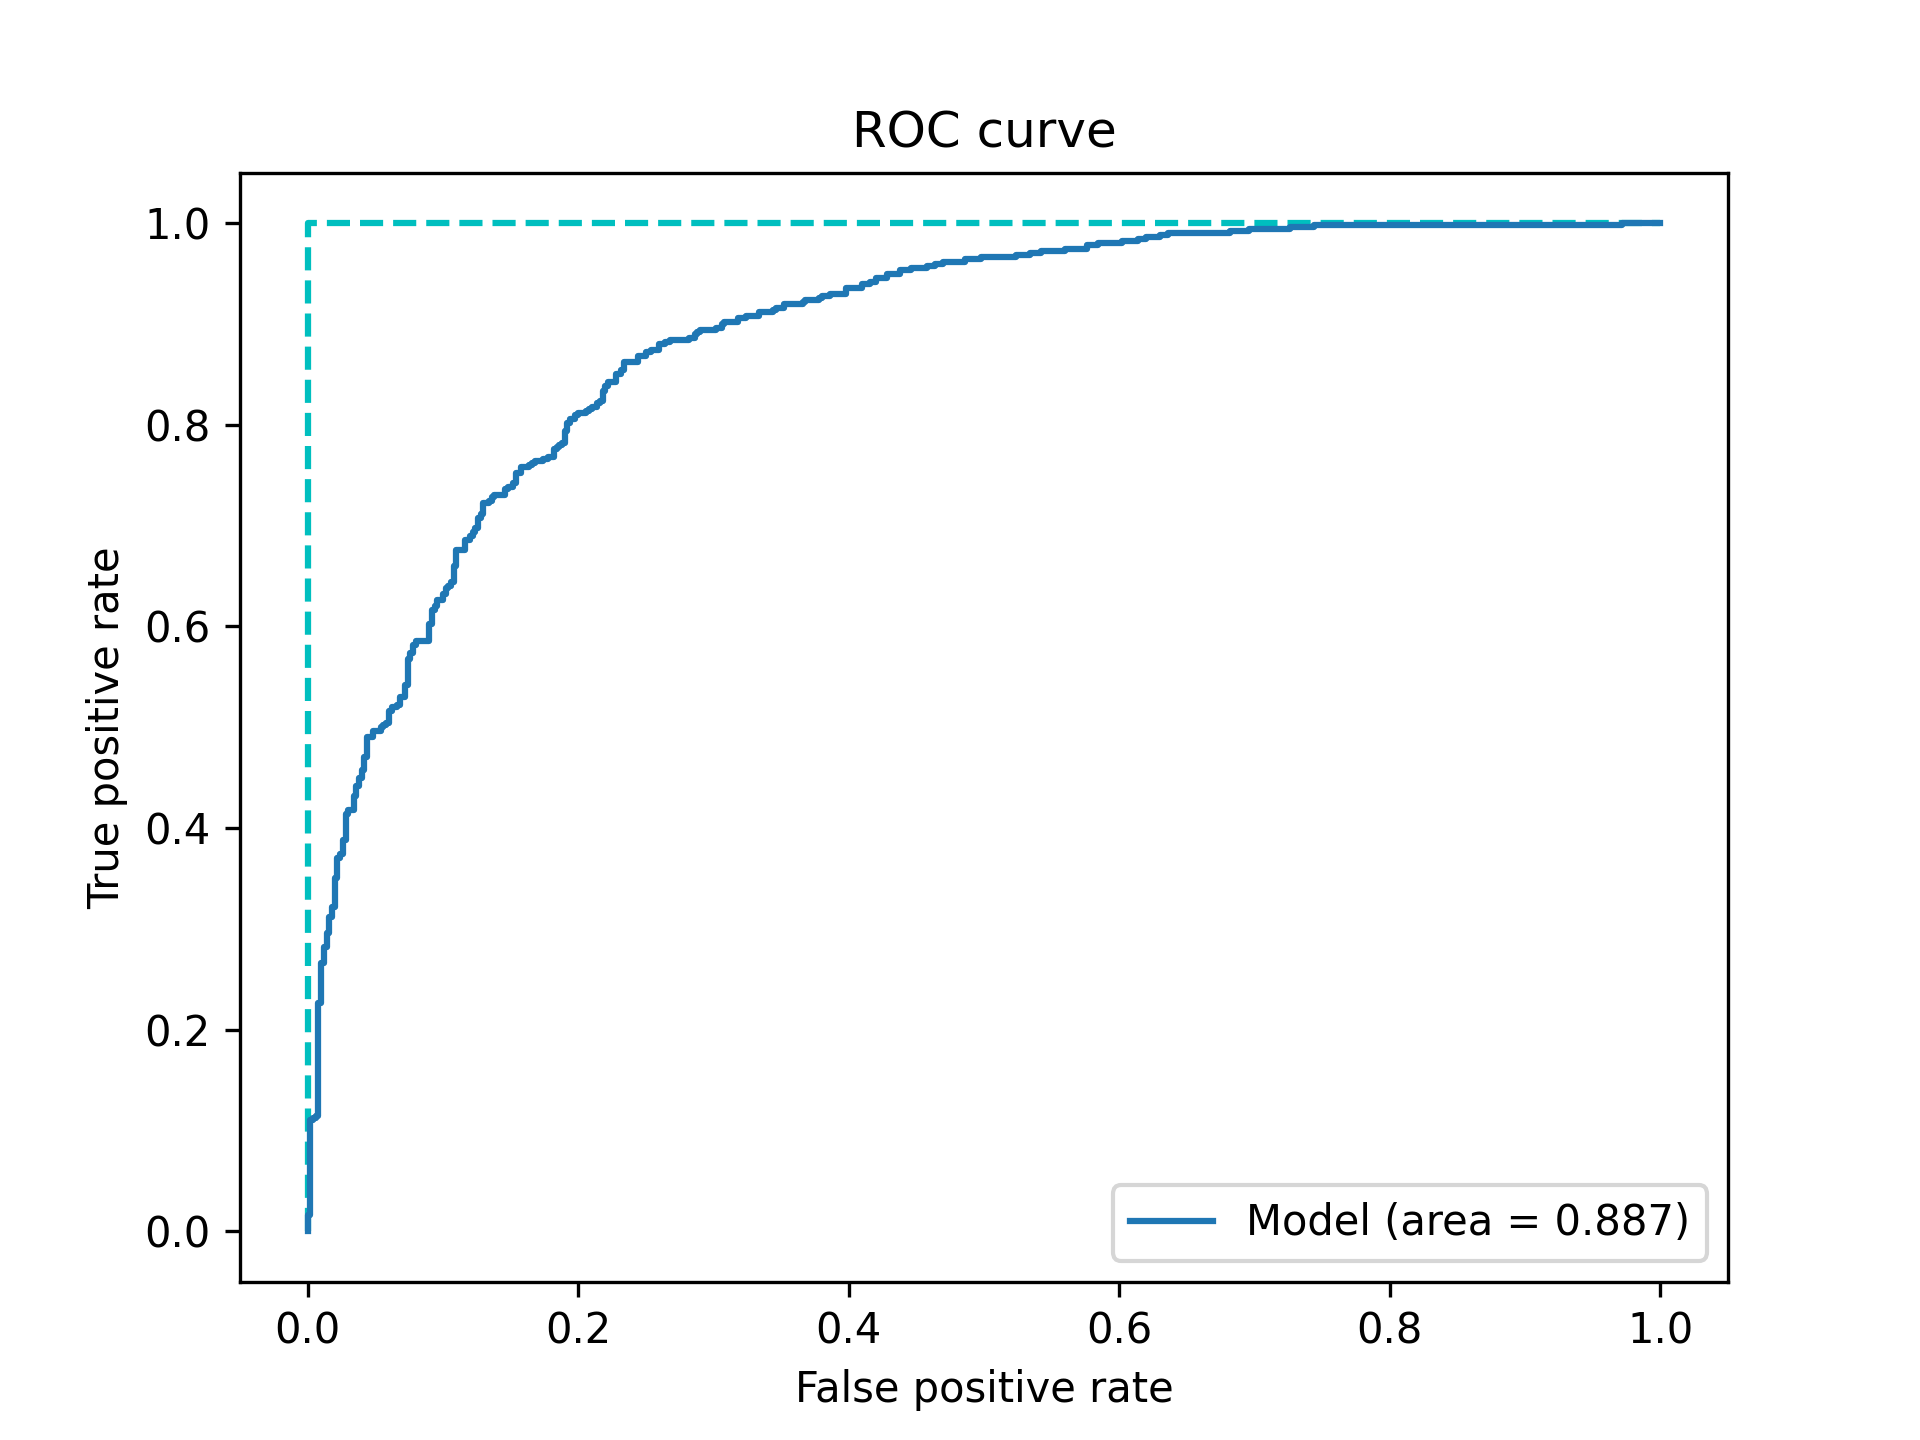 ROC curve
1.0
0.8
0.6
0.4
0.2
0.0
True positive rate
Model (area = 0.887)
0.0 0.2 0.4 0.6 0.8 1.0
False positive rate